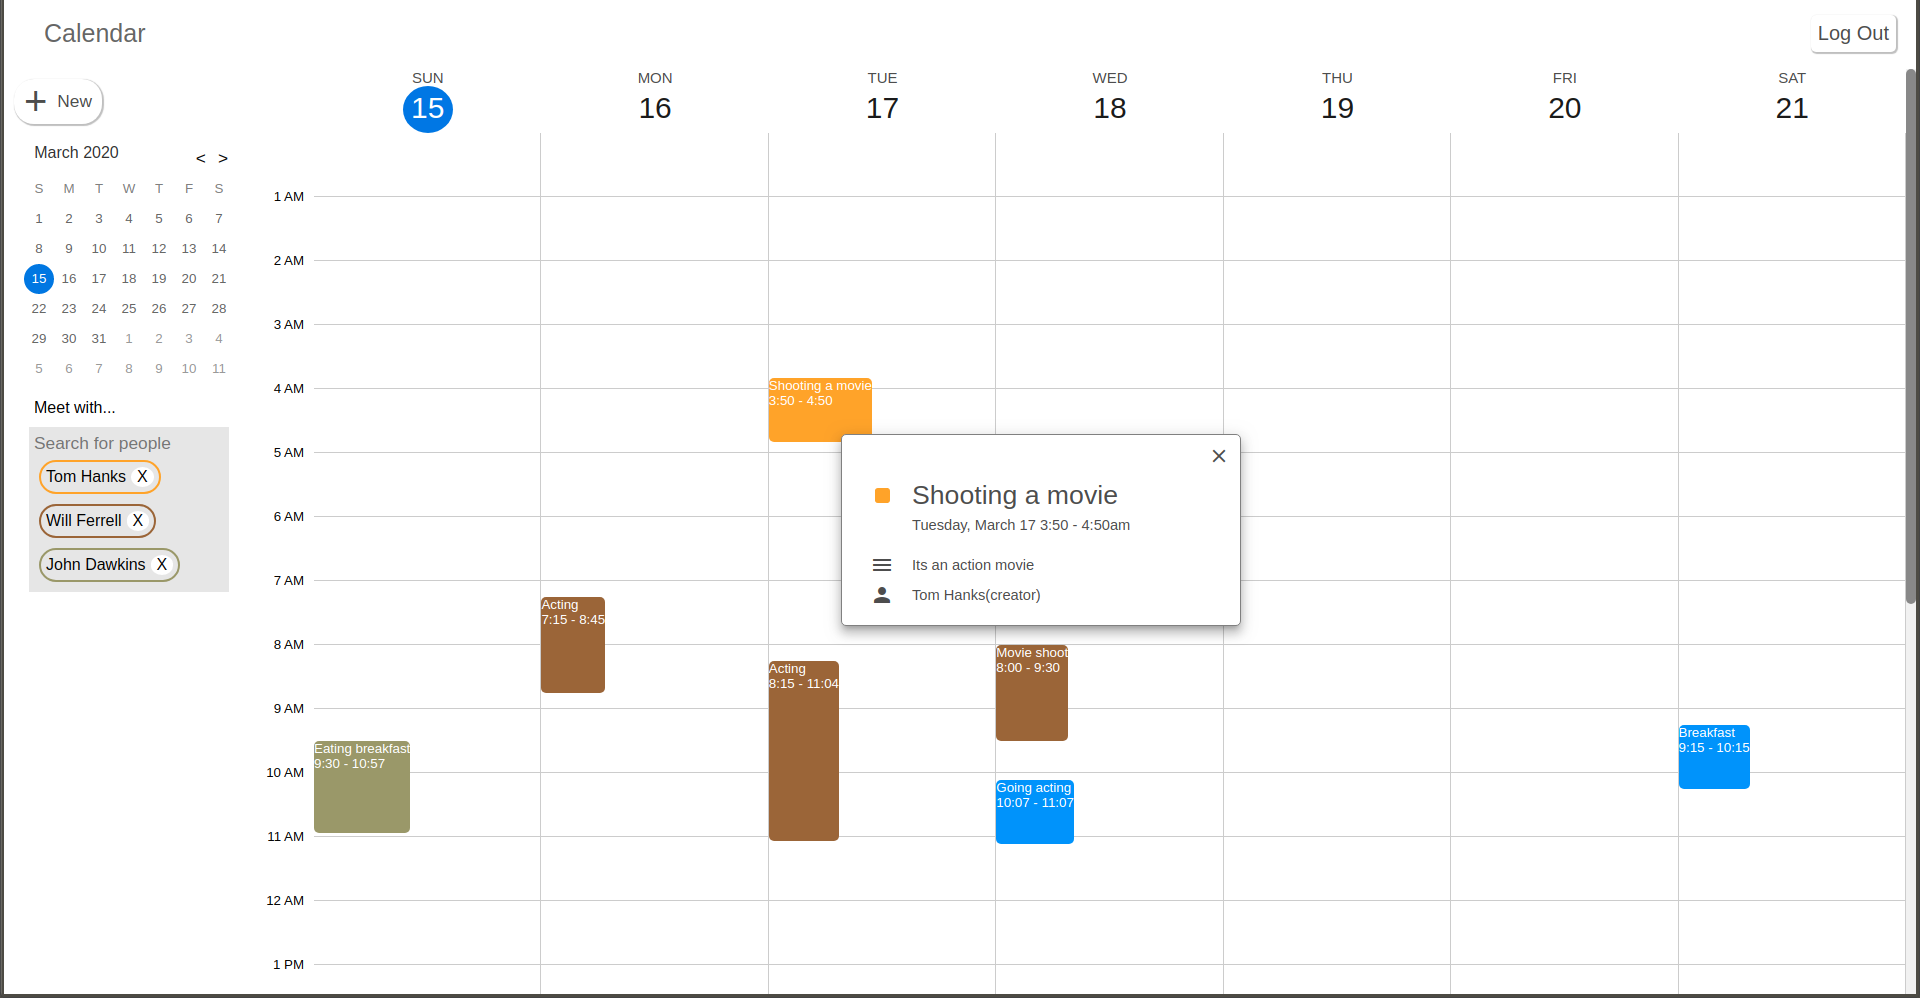 Calendar
Log Out
+ New
March 2020 < >
S M T W T F S
1 2 3 4 5 6 7
8 9 10 11 12 13 14
15 16 17 18 19 20 21
22 23 24 25 26 27 28
29 30 31 1 2 3 4
5 6 7 8 9 10 11
Meet with...
Search for people
Tom Hanks X
Will Ferrell X
John Dawkins X
SUN MON TUE WED THU FRI SAT
15 16 17 18 19 20 21
1 AM
2 AM
3 AM
4 AM
5 AM
6 AM
7 AM
8 AM
9 AM
10 AM
11 AM
12 AM
1 PM
Eating breakfast
9:30 - 10:57
Acting
7:15 - 8:45
Shooting a movie
3:50 - 4:50
Acting
8:15 - 11:04
Movie shoot
8:00 - 9:30
Going acting
10:07 - 11:07
Breakfast
9:15 - 10:15
×
Shooting a movie
Tuesday, March 17 3:50 - 4:50am
Its an action movie
Tom Hanks(creator)